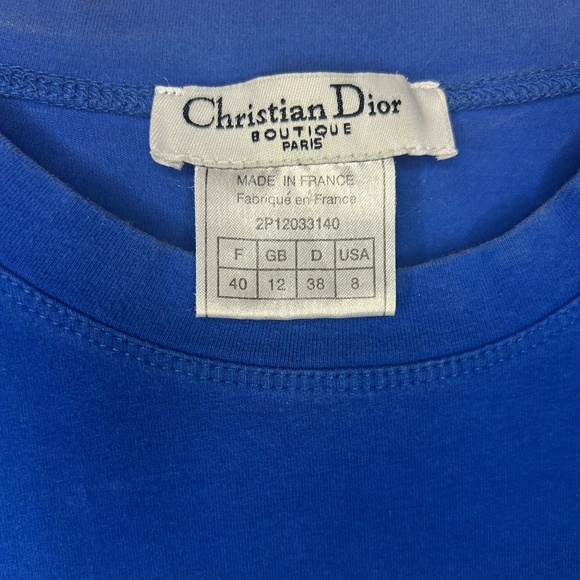 Christian Dior
BOUTIQUE
PARIS
MADE IN FRANCE
Fabriqué en France
2P12033140
F GB D USA
40 12 38 8